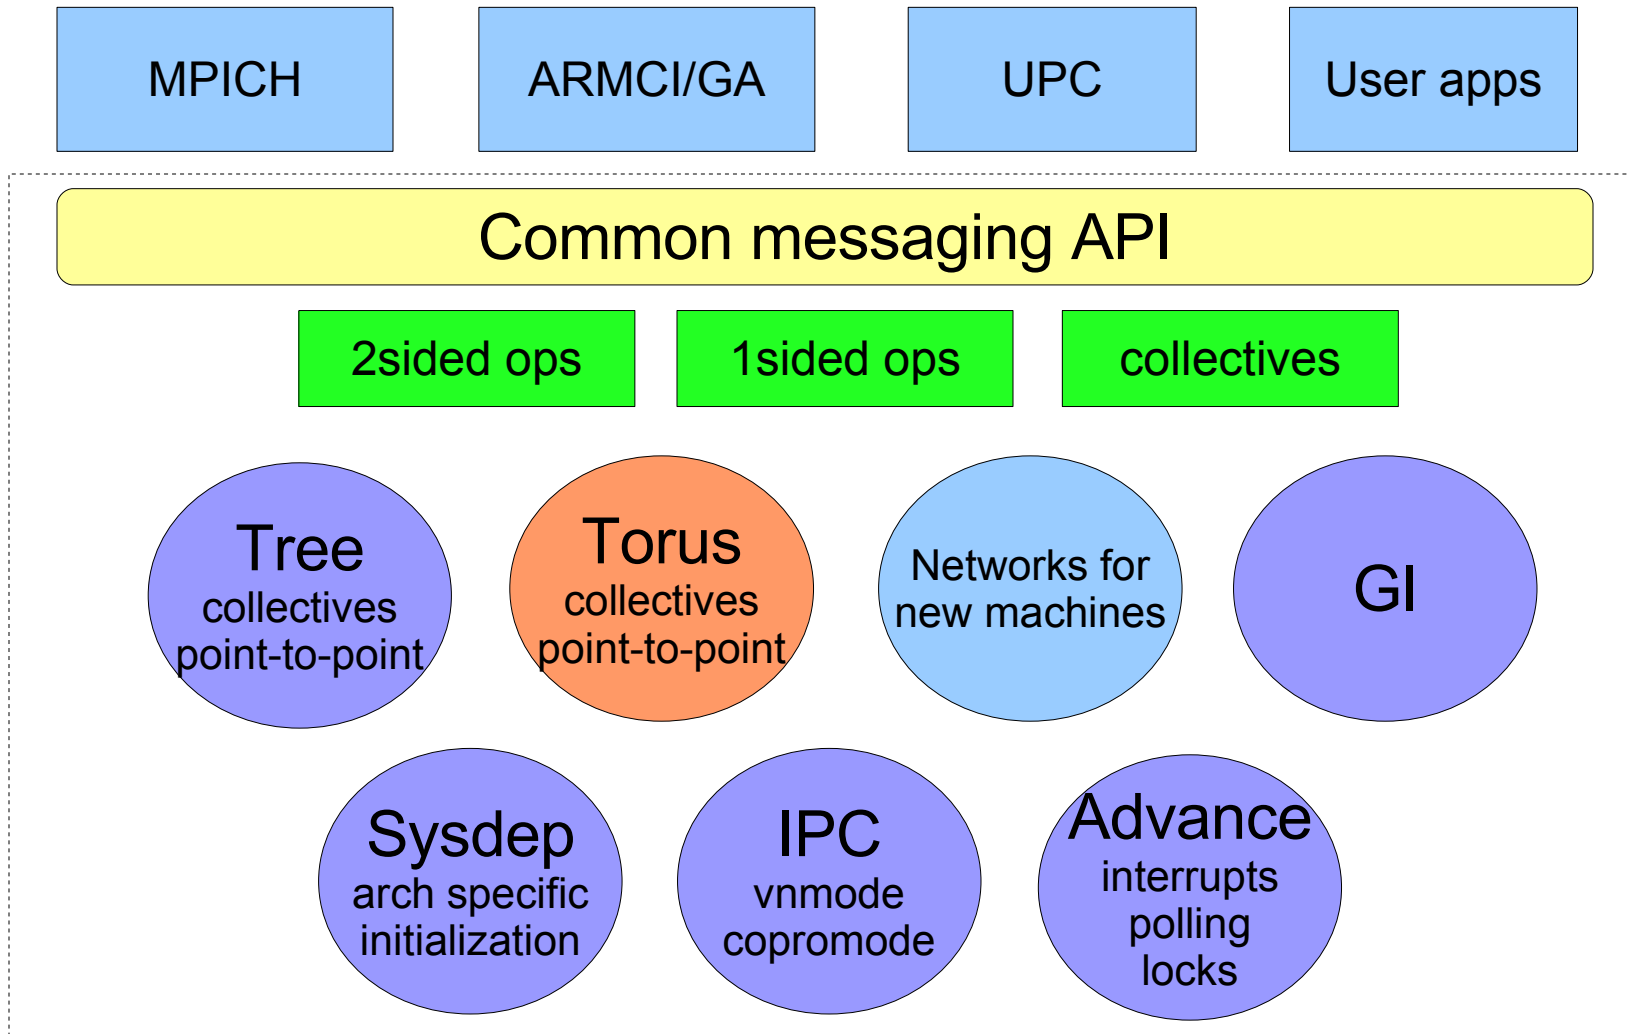 MPICH
ARMCI/GA
UPC
User apps
Common messaging API
2sided ops
1sided ops
collectives
Tree
collectives
point-to-point
Torus
collectives
point-to-point
Networks for
new machines
GI
Sysdep
arch specific
initialization
IPC
vnmode
copromode
Advance
interrupts
polling
locks